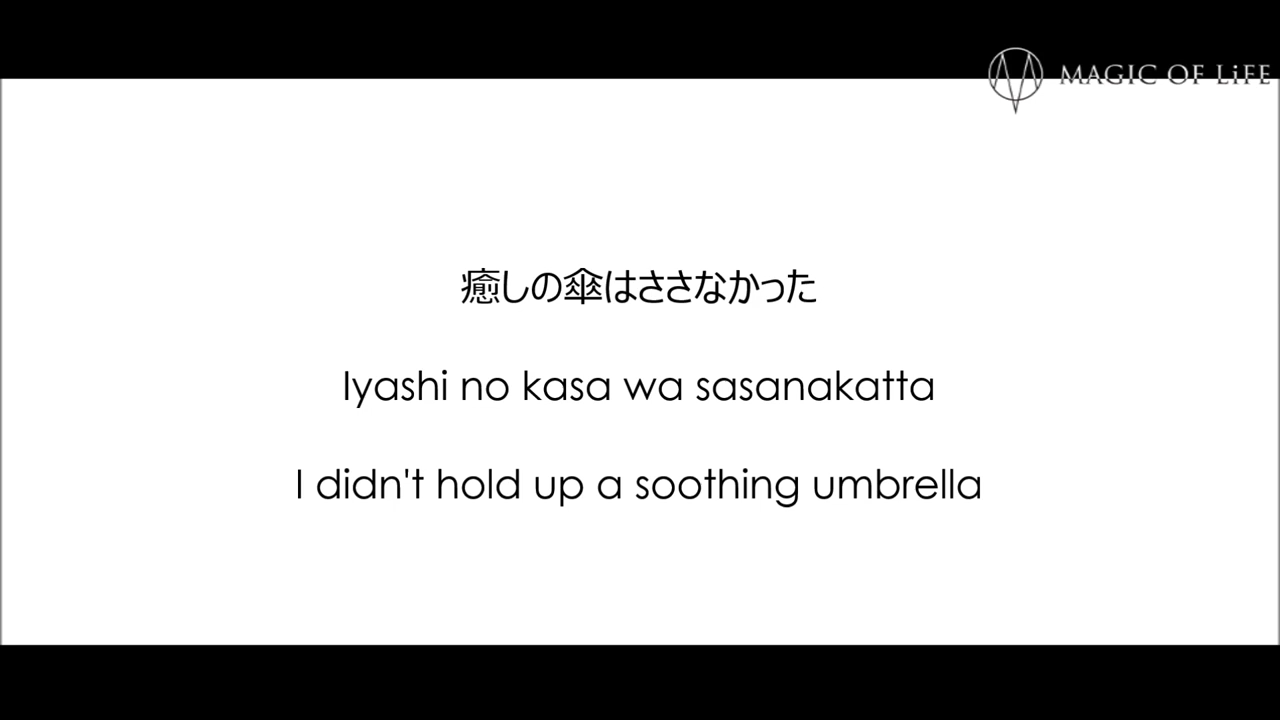 MAGIC OF LiFE
癒しの傘はささなかった
Iyashi no kasa wa sasanakatta
I didn't hold up a soothing umbrella